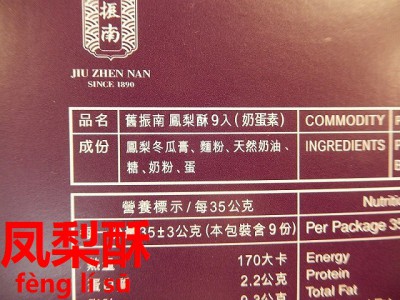 振南
JIU ZHEN NAN
SINCE 1890
品名 舊振南 鳳梨酥9入(奶蛋素) COMMODITY
成份 鳳梨冬瓜膏、麵粉、天然奶油、 INGREDIENTS
糖、奶粉、蛋
營養標示/每35公克 Nutritio
35±3公克(本包裝含9份) Per Package 35
170大卡 Energy
2.2公克 Protein
Total Fat
凤梨酥
fèng lí sū